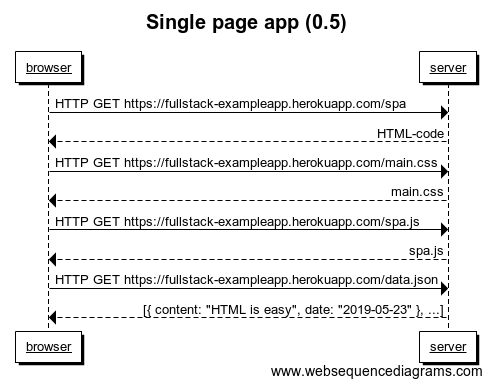 Single page app (0.5)
browser server
HTTP GET https://fullstack-exampleapp.herokuapp.com/spa
HTML-code
HTTP GET https://fullstack-exampleapp.herokuapp.com/main.css
main.css
HTTP GET https://fullstack-exampleapp.herokuapp.com/spa.js
spa.js
HTTP GET https://fullstack-exampleapp.herokuapp.com/data.json
[{ content: "HTML is easy", date: "2019-05-23" }, ...]
browser server
www.websequencediagrams.com